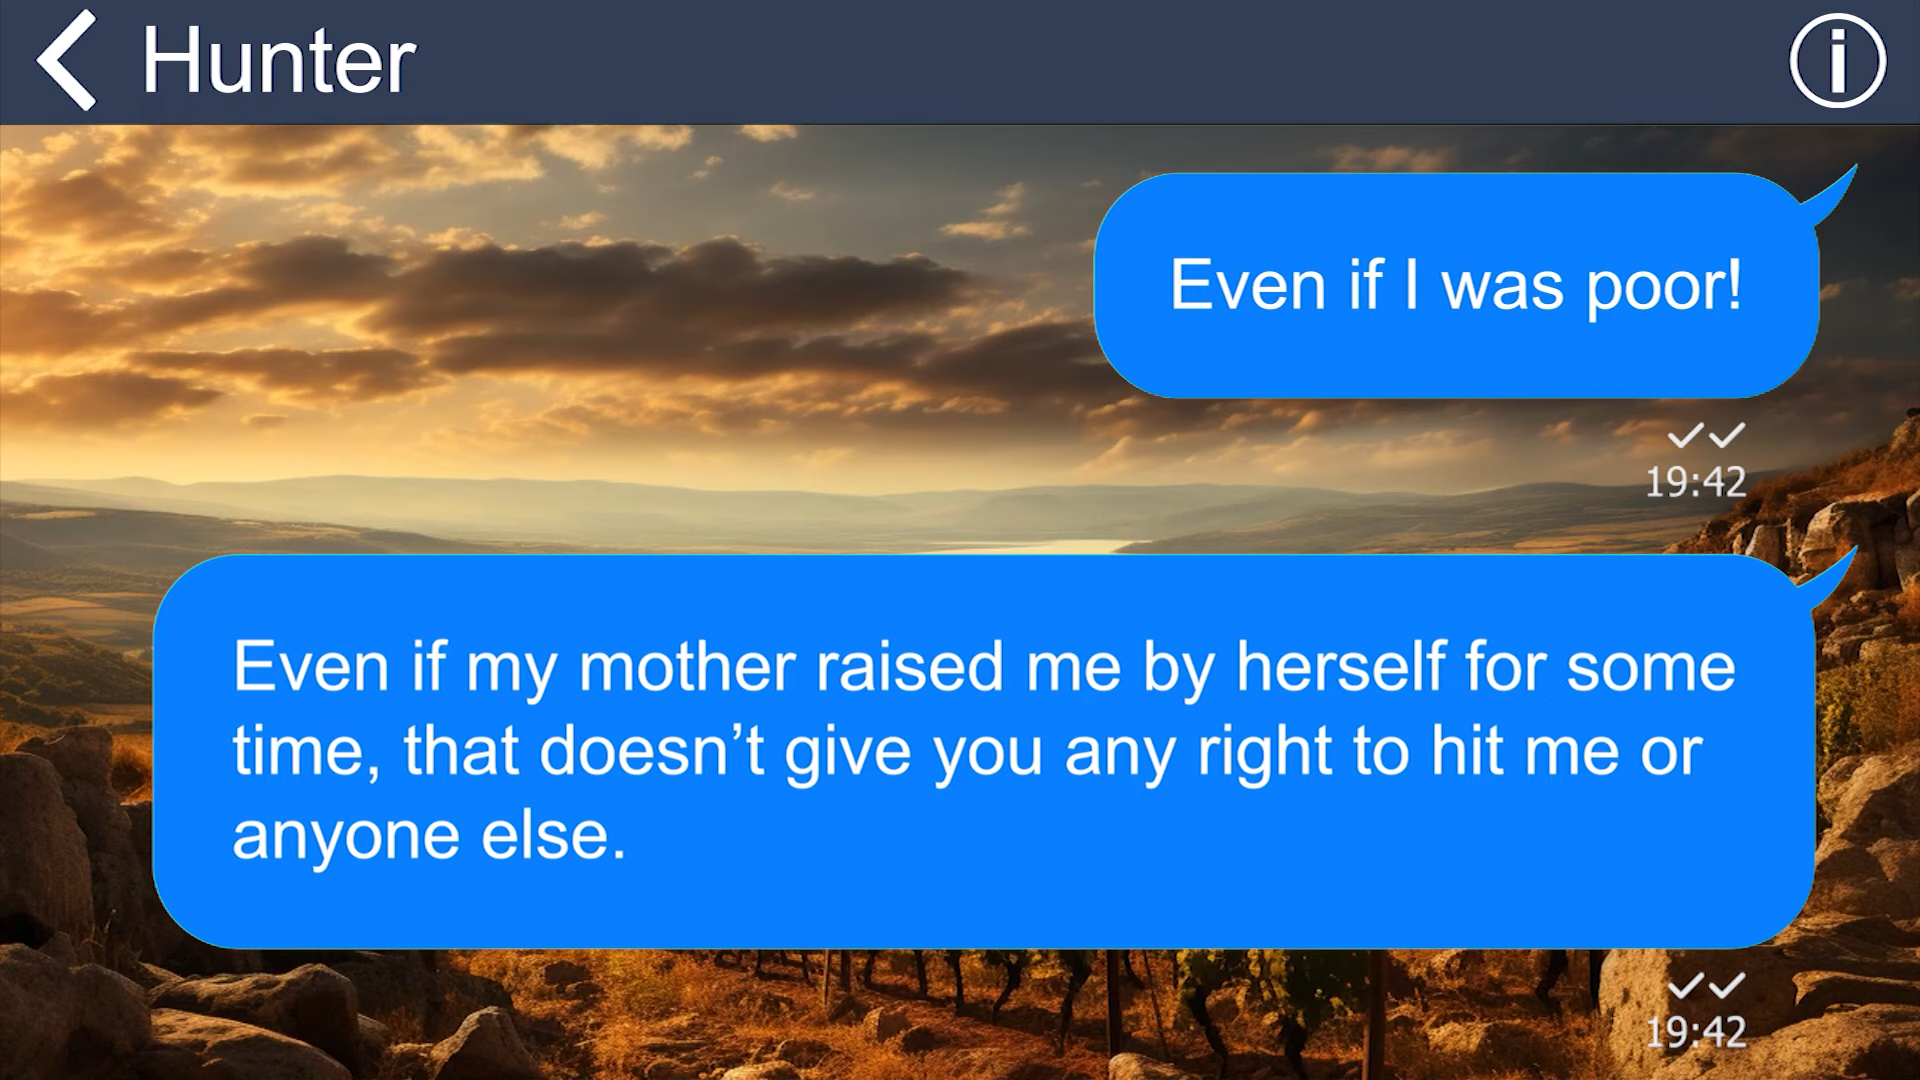 Hunter
Even if I was poor!
19:42
Even if my mother raised me by herself for some
time, that doesn’t give you any right to hit me or
anyone else.
19:42